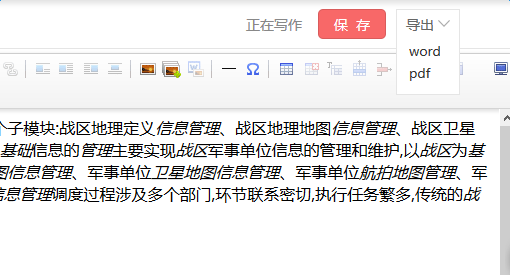 正在写作
保 存
导出
word
pdf
个子模块:战区地理定义信息管理、战区地理地图信息管理、战区卫星
基础信息的管理主要实现战区军事单位信息的管理和维护,以战区为基
图信息管理、军事单位卫星地图信息管理、军事单位航拍地图管理、军
信息管理调度过程涉及多个部门,环节联系密切,执行任务繁多,传统的战